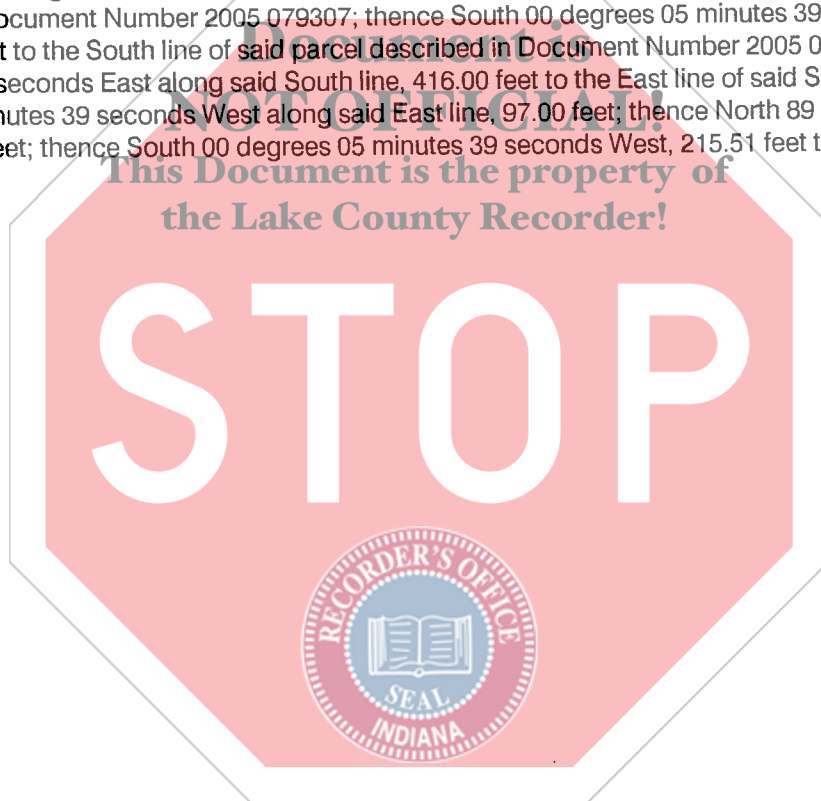 ocument Number 2005 079307; thence South 00 degrees 05 minutes 39
t to the South line of said parcel described in Document Number 2005 0
Document is
seconds East along said South line, 416.00 feet to the East line of said S
nutes 39 seconds West along said East line, 97.00 feet; thence North 89
NOT OFFICIAL!
eet; thence South 00 degrees 05 minutes 39 seconds West, 215.51 feet t
This Document is the property of
the Lake County Recorder!
STOP
RECORDER'S OFFICE
SEAL
INDIANA